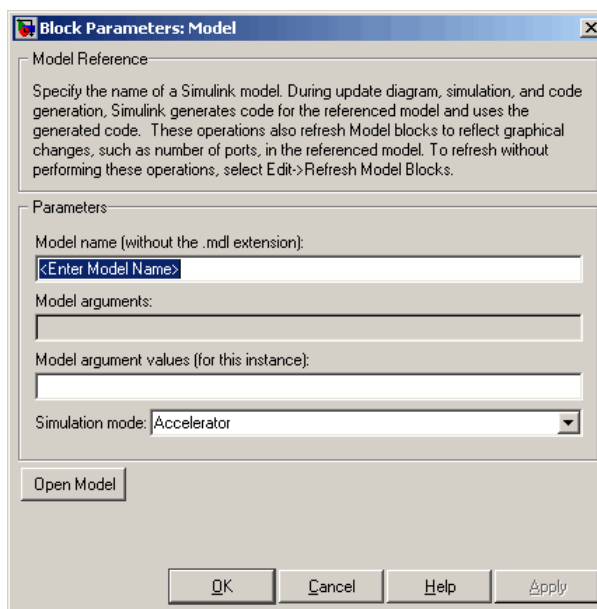 Block Parameters: Model
Model Reference
Specify the name of a Simulink model. During update diagram, simulation, and code
generation, Simulink generates code for the referenced model and uses the
generated code. These operations also refresh Model blocks to reflect graphical
changes, such as number of ports, in the referenced model. To refresh without
performing these operations, select Edit->Refresh Model Blocks.
Parameters
Model name (without the .mdl extension):
<Enter Model Name>
Model arguments:
Model argument values (for this instance):
Simulation mode: Accelerator
Open Model
OK Cancel Help Apply